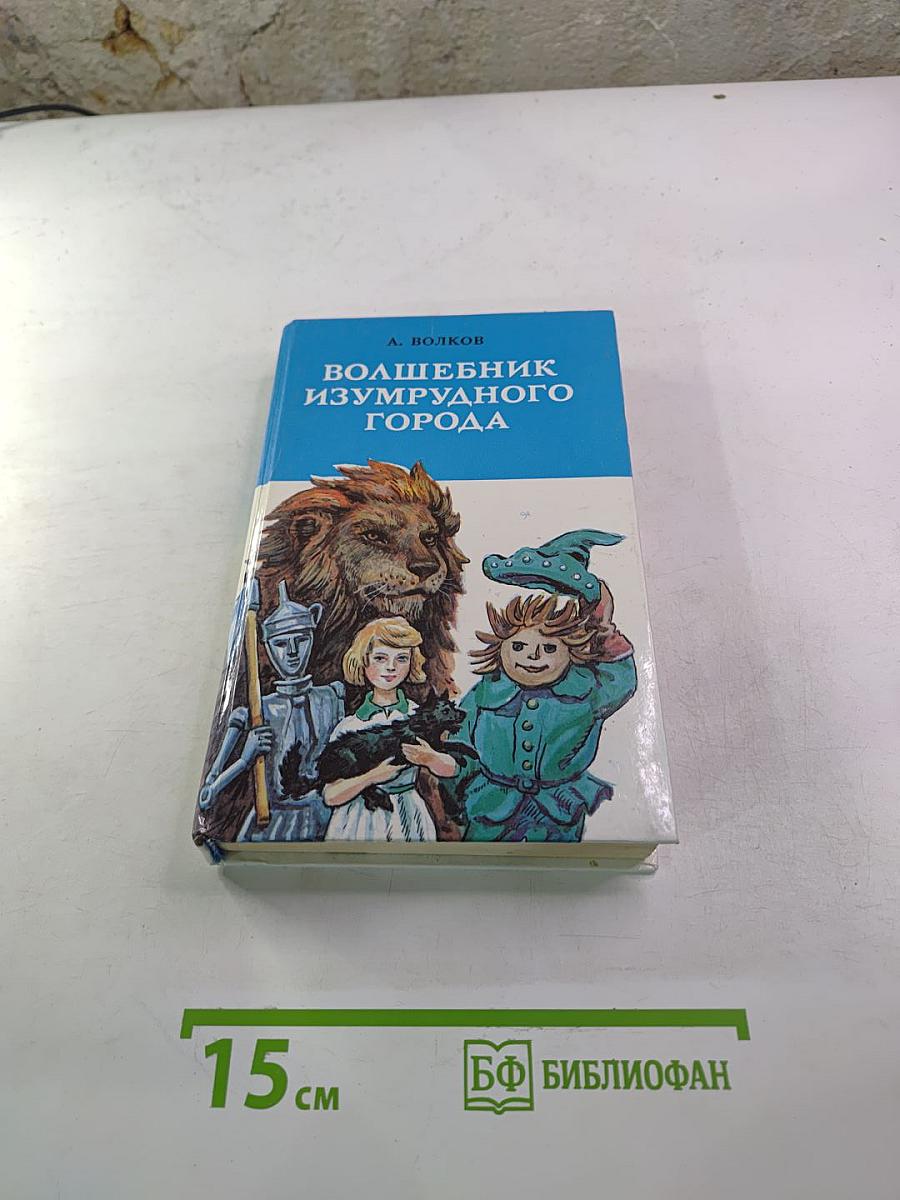 А. ВОЛКОВ
ВОЛШЕБНИК
ИЗУМРУДНОГО
ГОРОДА
15 см
БФ БИБЛИОФАН